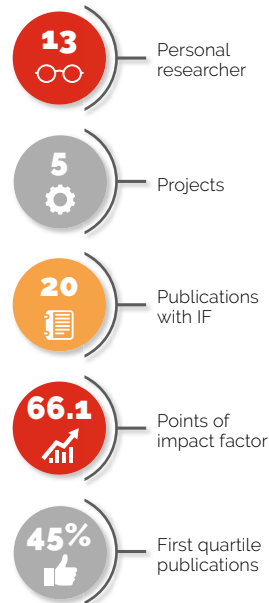 13
Personal
researcher
5
Projects
20
Publications
with IF
66.1
Points of
impact factor
45%
First quartile
publications